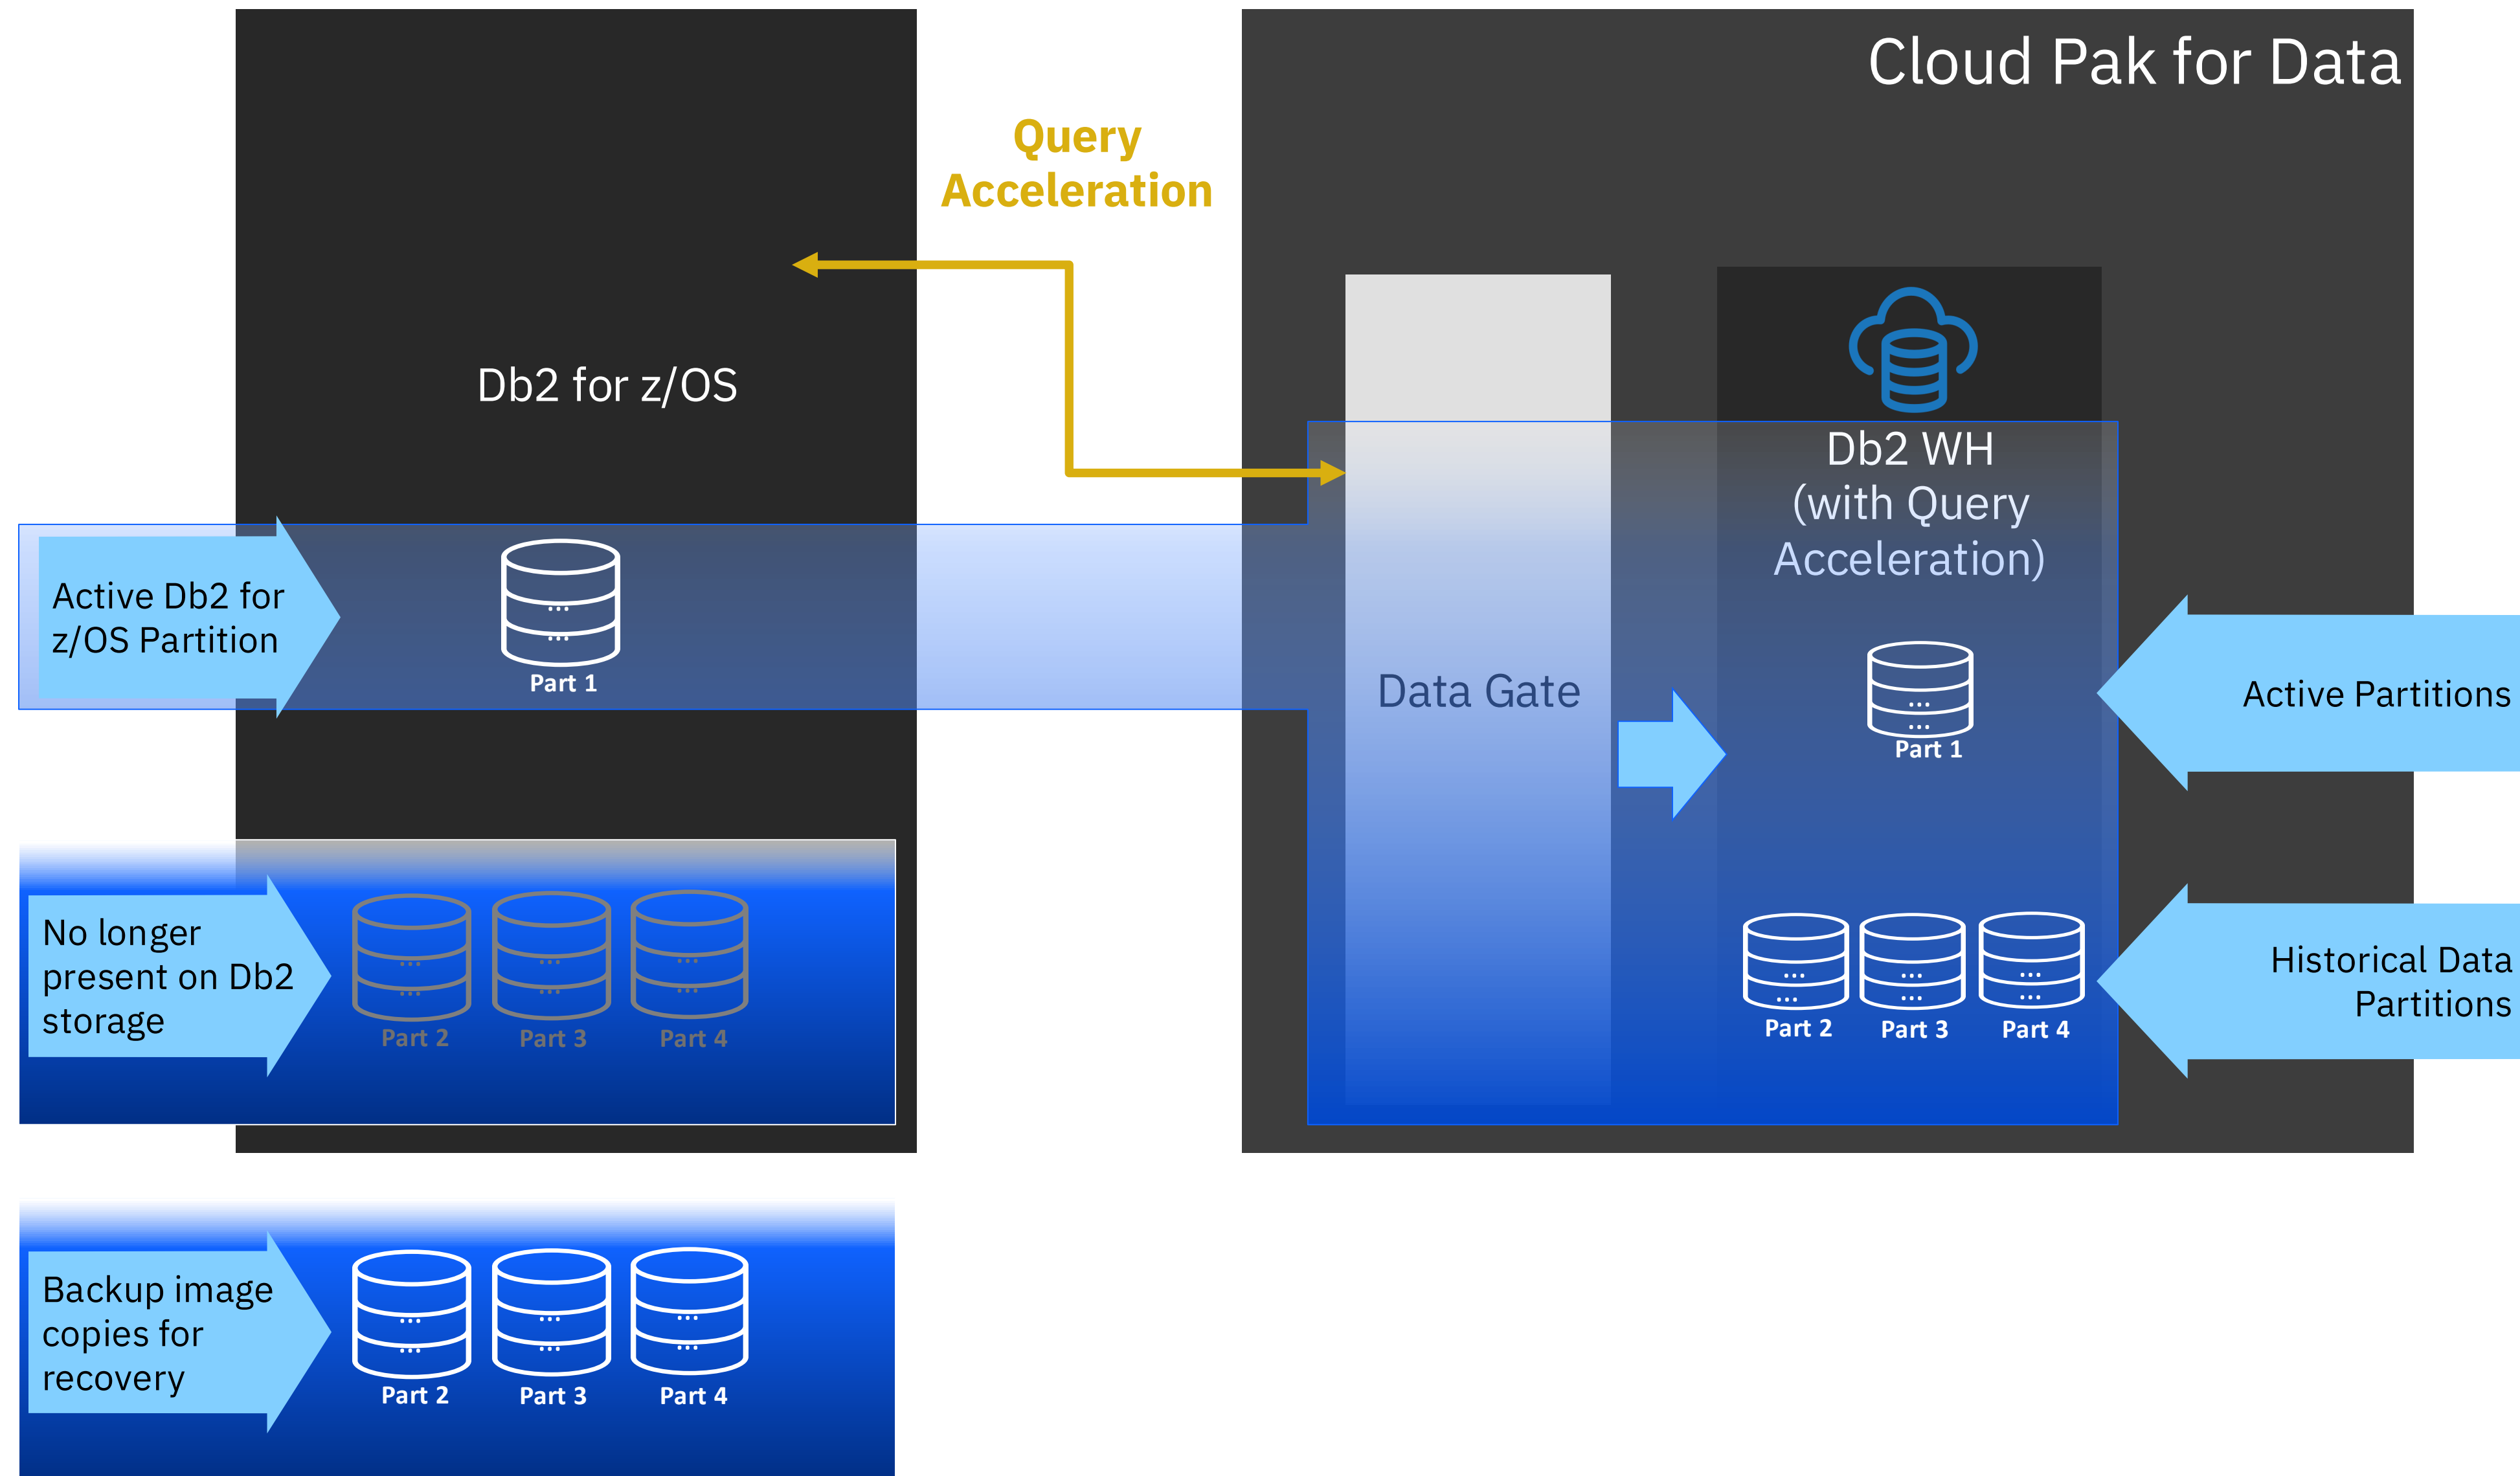 Cloud Pak for Data
Query
Acceleration
Db2 for z/OS
Db2 WH
(with Query
Acceleration)
Active Db2 for
z/OS Partition
Part 1
Data Gate
Part 1
Active Partitions
No longer
present on Db2
storage
Part 2
Part 3
Part 4
Part 2
Part 3
Part 4
Historical Data
Partitions
Backup image
copies for
recovery
Part 2
Part 3
Part 4